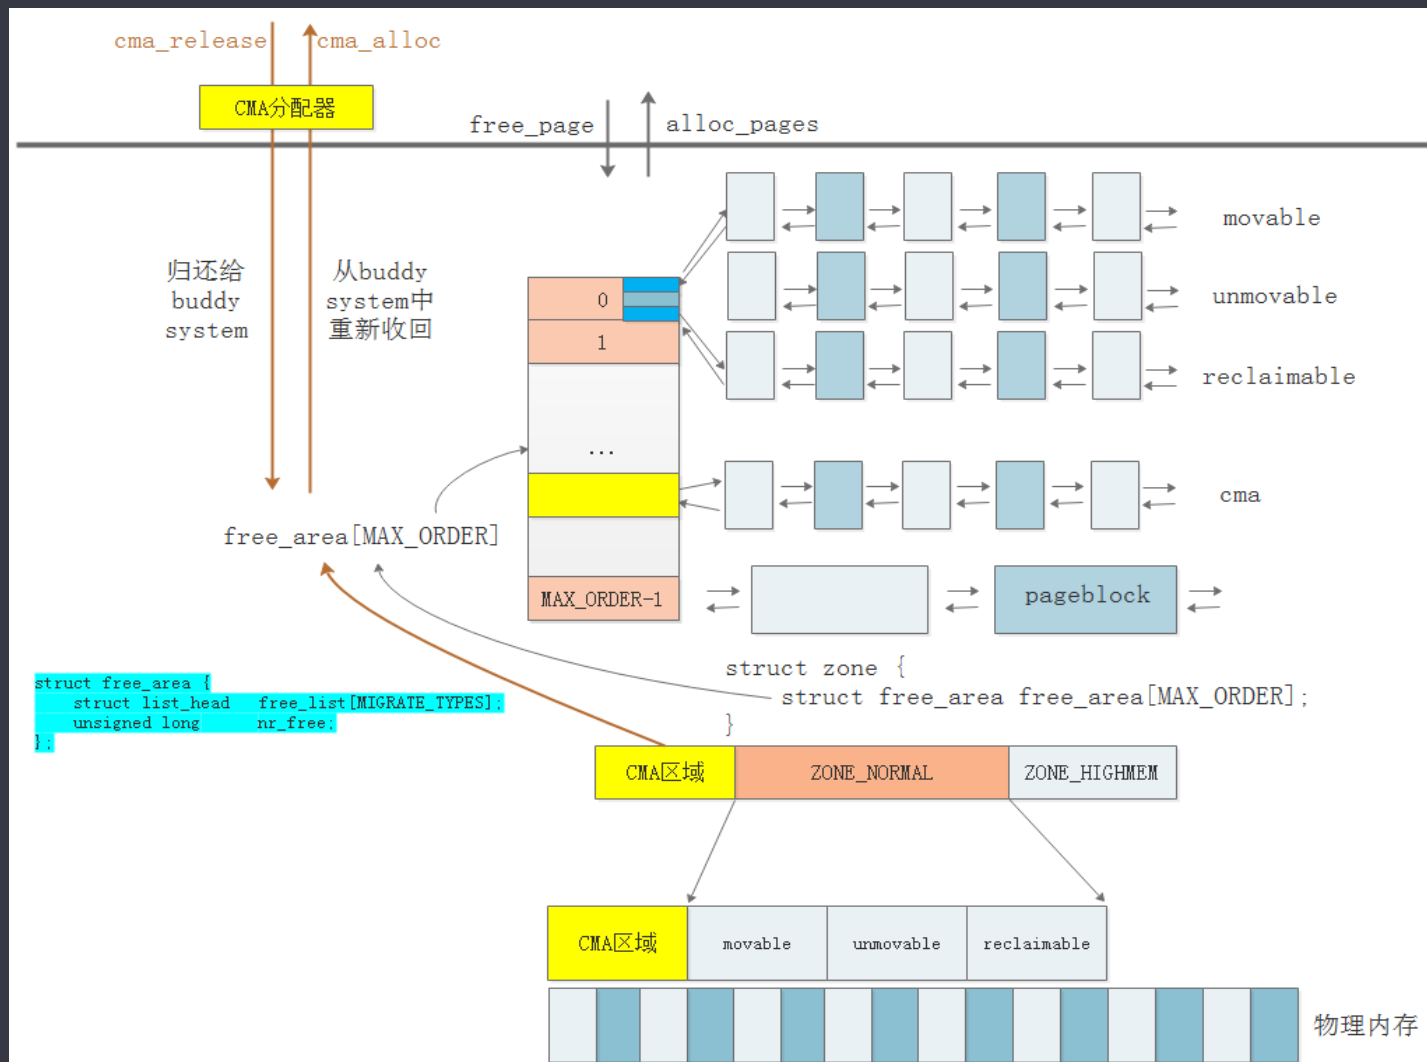 cma_release
cma_alloc
CMA分配器
free_page
alloc_pages
movable
归还给
buddy
system
从buddy
system中
重新收回
0
unmovable
1
reclaimable
...
cma
free_area[MAX_ORDER]
MAX_ORDER-1
pageblock
struct zone {
struct free_area free_area[MAX_ORDER];
}
struct free_area {
struct list_head free_list[MIGRATE_TYPES];
unsigned long nr_free;
};
CMA区域
ZONE_NORMAL
ZONE_HIGHMEM
CMA区域
movable
unmovable
reclaimable
物理内存